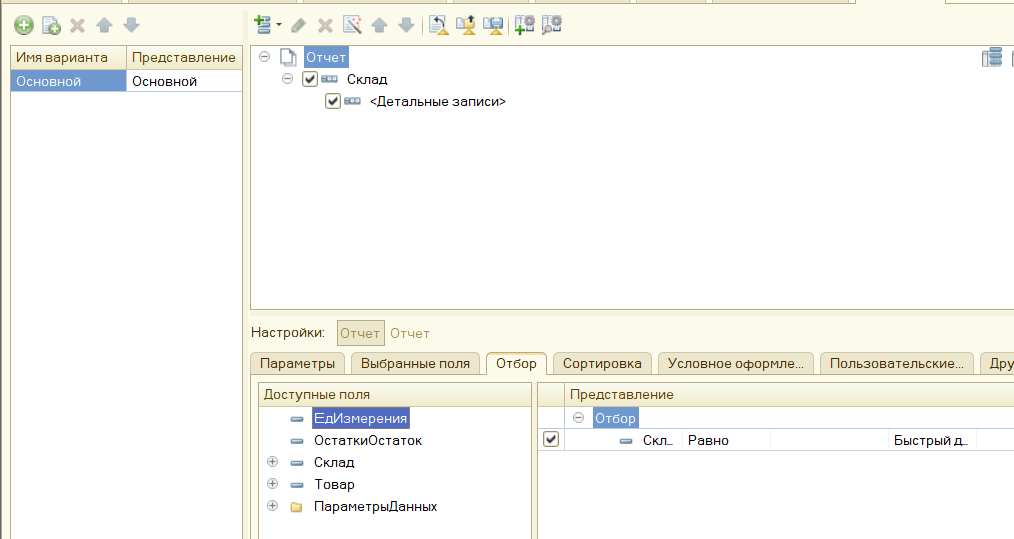 Имя варианта Представление
Основной Основной
Отчет
Склад
<Детальные записи>
Настройки: Отчет Отчет
Параметры Выбранные поля Отбор Сортировка Условное оформле... Пользовательские... Дру
Доступные поля
ЕдИзмерения
ОстаткиОстаток
Склад
Товар
ПараметрыДанных
Представление
Отбор
Скл... Равно Быстрый д...